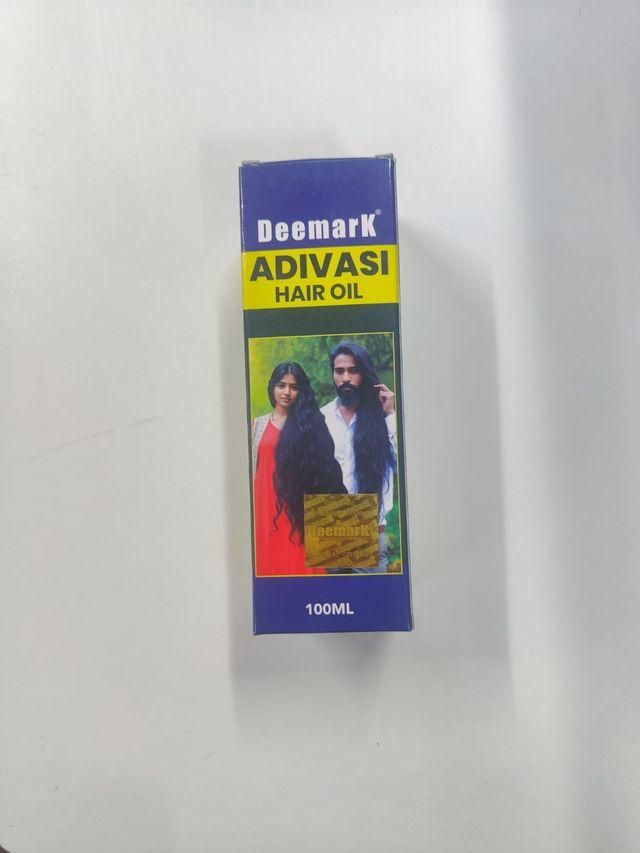 Deemark®
ADIVASI
HAIR OIL
Deemark
100ML